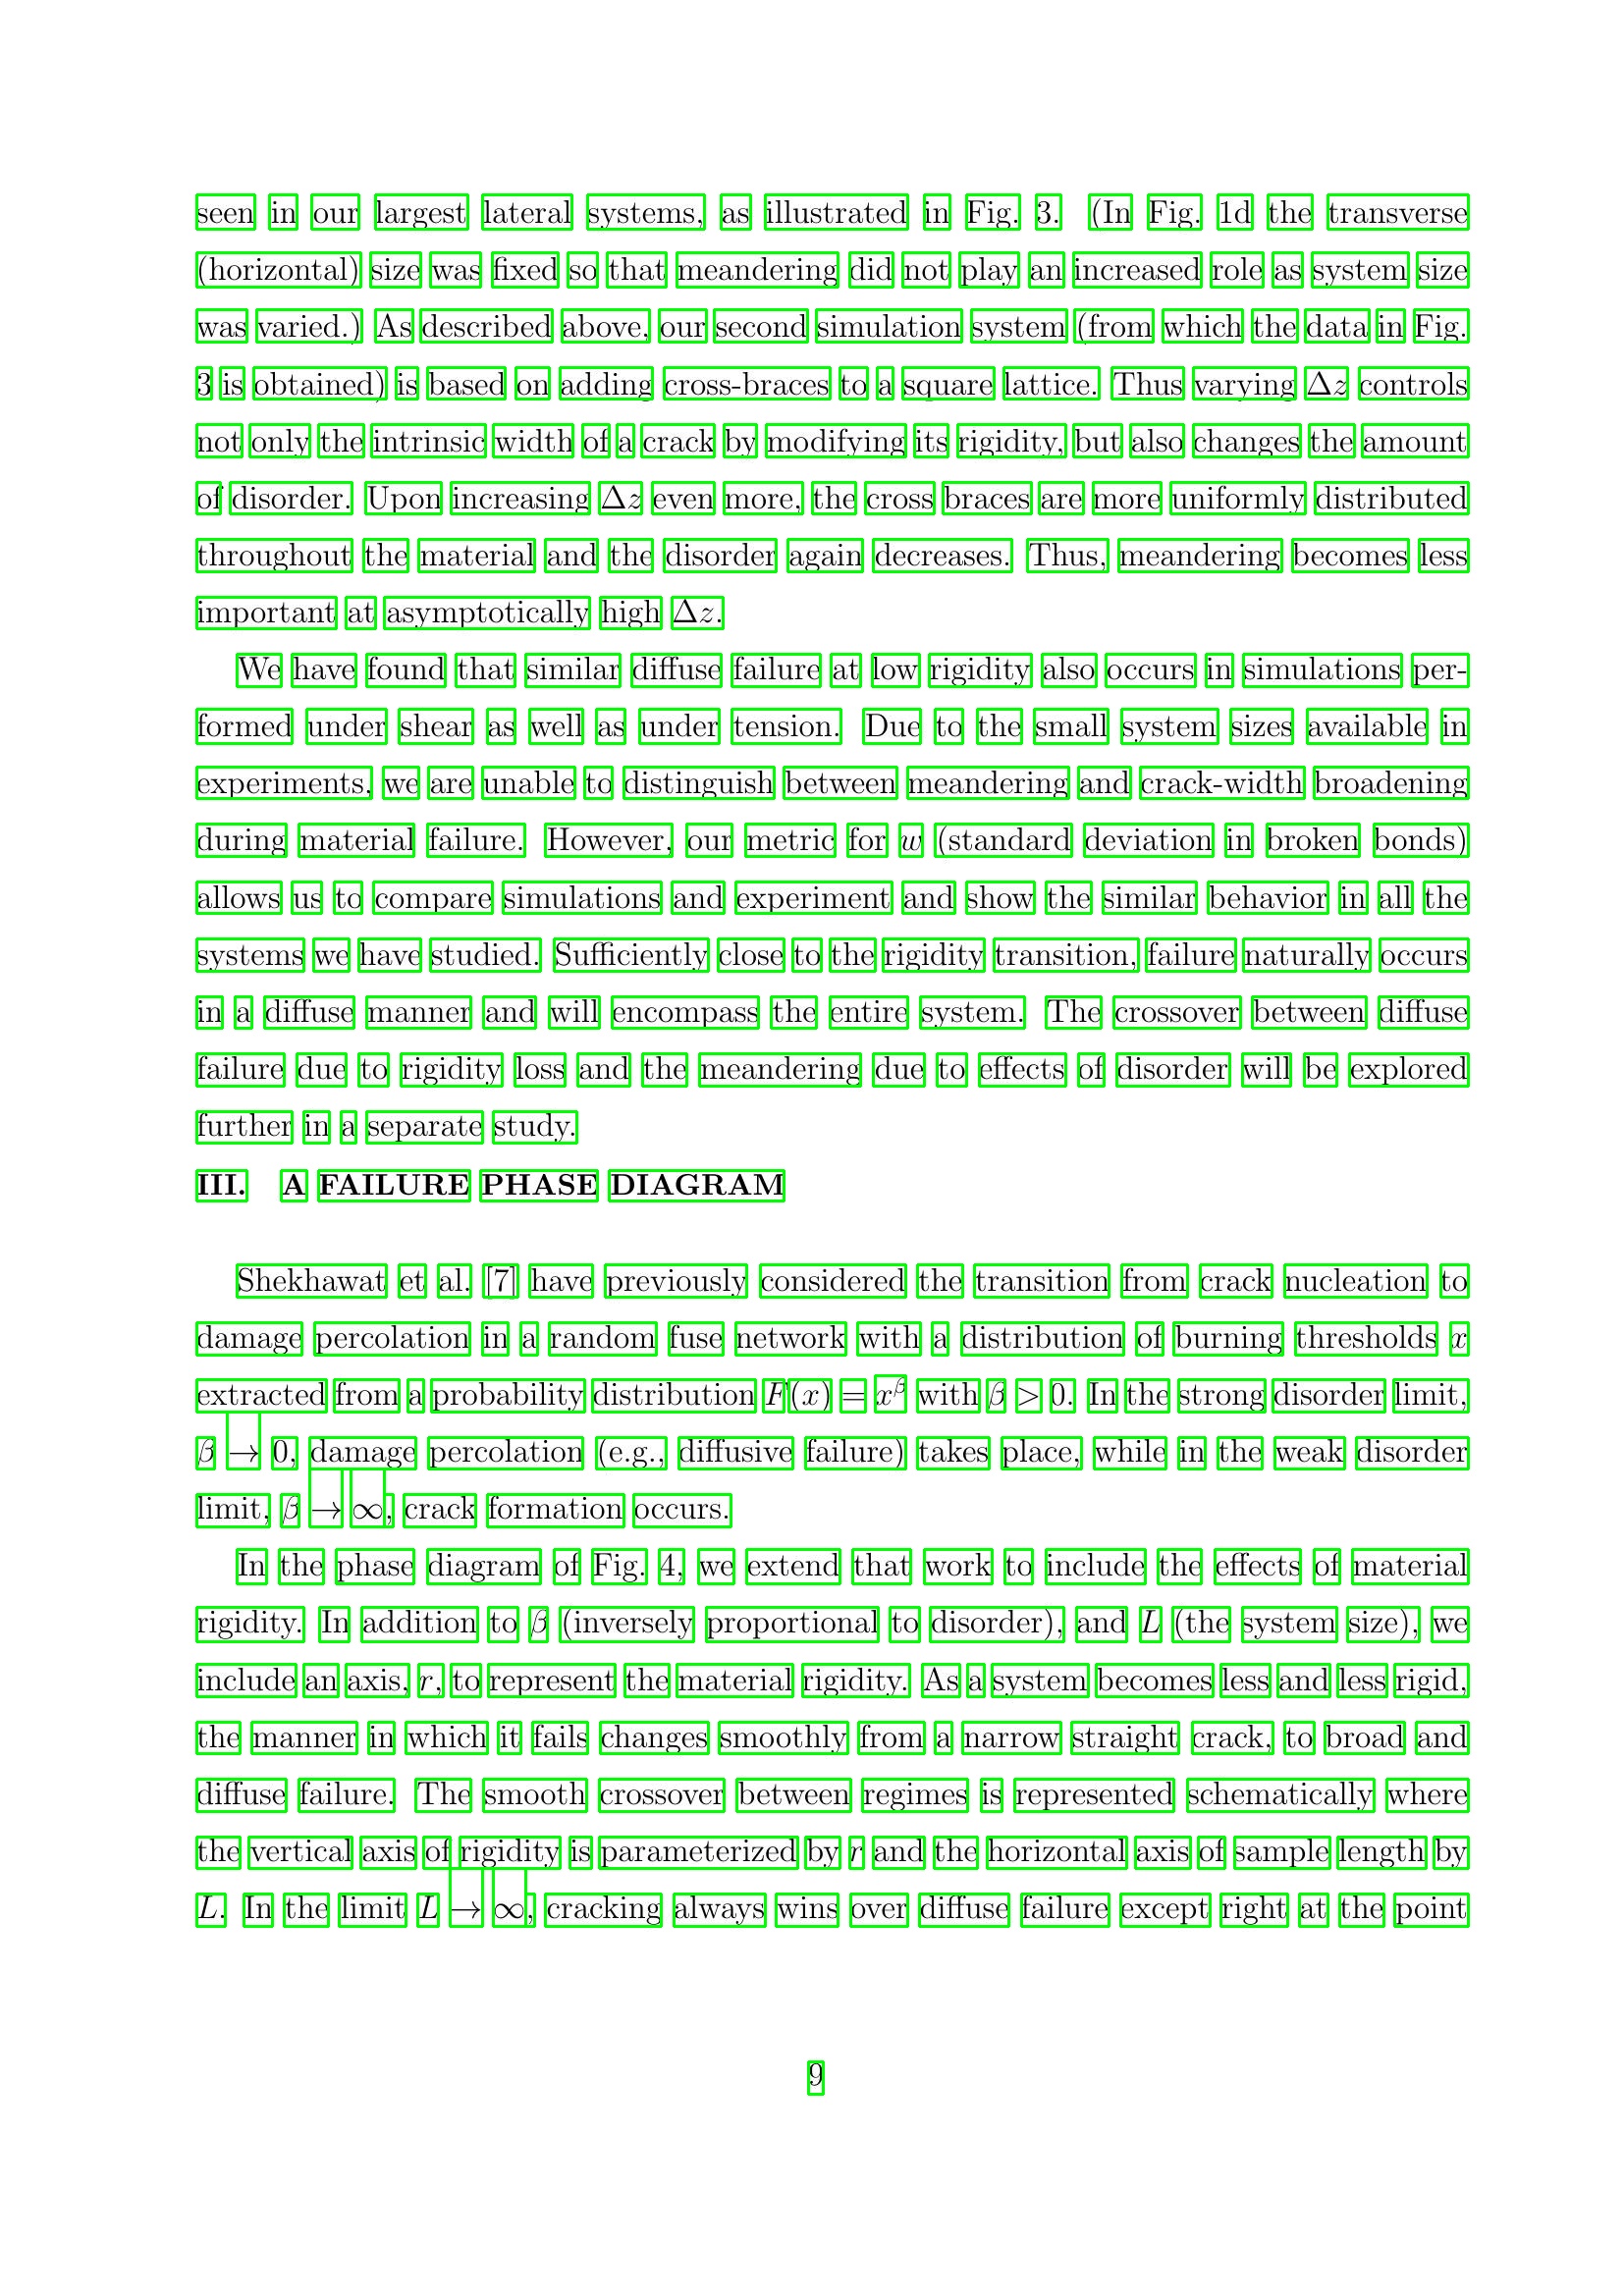 seen in our largest lateral systems, as illustrated in Fig. 3. (In Fig. 1d the transverse
(horizontal) size was fixed so that meandering did not play an increased role as system size
was varied.) As described above, our second simulation system (from which the data in Fig.
3 is obtained) is based on adding cross-braces to a square lattice. Thus varying Δz controls
not only the intrinsic width of a crack by modifying its rigidity, but also changes the amount
of disorder. Upon increasing Δz even more, the cross braces are more uniformly distributed
throughout the material and the disorder again decreases. Thus, meandering becomes less
important at asymptotically high Δz.
We have found that similar diffuse failure at low rigidity also occurs in simulations per-
formed under shear as well as under tension. Due to the small system sizes available in
experiments, we are unable to distinguish between meandering and crack-width broadening
during material failure. However, our metric for w (standard deviation in broken bonds)
allows us to compare simulations and experiment and show the similar behavior in all the
systems we have studied. Sufficiently close to the rigidity transition, failure naturally occurs
in a diffuse manner and will encompass the entire system. The crossover between diffuse
failure due to rigidity loss and the meandering due to effects of disorder will be explored
further in a separate study.
III. A FAILURE PHASE DIAGRAM
Shekhawat et al. [7] have previously considered the transition from crack nucleation to
damage percolation in a random fuse network with a distribution of burning thresholds x
extracted from a probability distribution F(x) = x^β with β > 0. In the strong disorder limit,
β → 0, damage percolation (e.g., diffusive failure) takes place, while in the weak disorder
limit, β → ∞, crack formation occurs.
In the phase diagram of Fig. 4, we extend that work to include the effects of material
rigidity. In addition to β (inversely proportional to disorder), and L (the system size), we
include an axis, r, to represent the material rigidity. As a system becomes less and less rigid,
the manner in which it fails changes smoothly from a narrow straight crack, to broad and
diffuse failure. The smooth crossover between regimes is represented schematically where
the vertical axis of rigidity is parameterized by r and the horizontal axis of sample length by
L. In the limit L → ∞, cracking always wins over diffuse failure except right at the point
9